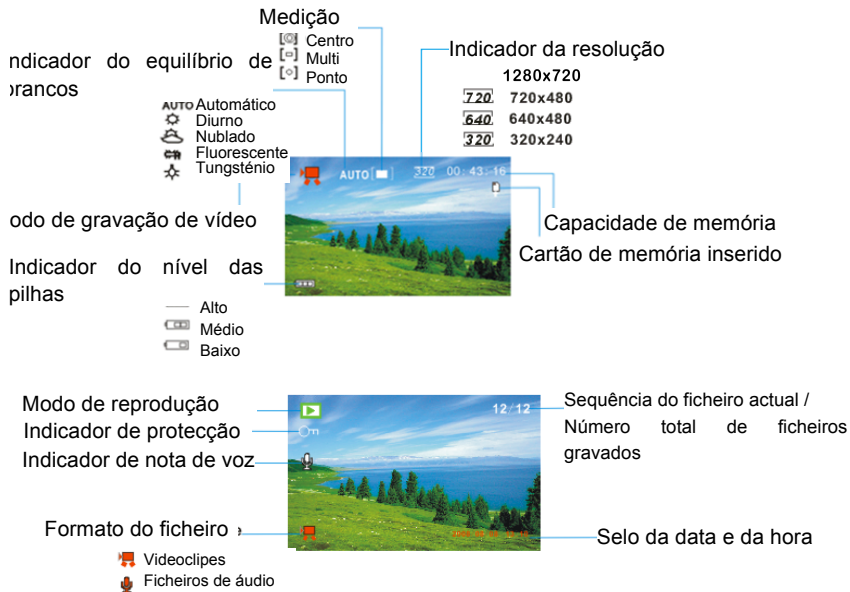 Medição
Centro
Multi
Ponto
ndicador do equilíbrio de
brancos
AUTO Automático
Diurno
Nublado
Fluorescente
Tungsténio
Indicador da resolução
1280x720
720 720x480
640 640x480
320 320x240
AUTO 320 00:43:16
odo de gravação de vídeo
Capacidade de memória
Cartão de memória inserido
Indicador do nível das
pilhas
Alto
Médio
Baixo
Modo de reprodução
Indicador de protecção
Indicador de nota de voz
12/12
Sequência do ficheiro actual /
Número total de ficheiros
gravados
Formato do ficheiro
Selo da data e da hora
Videoclipes
Ficheiros de áudio